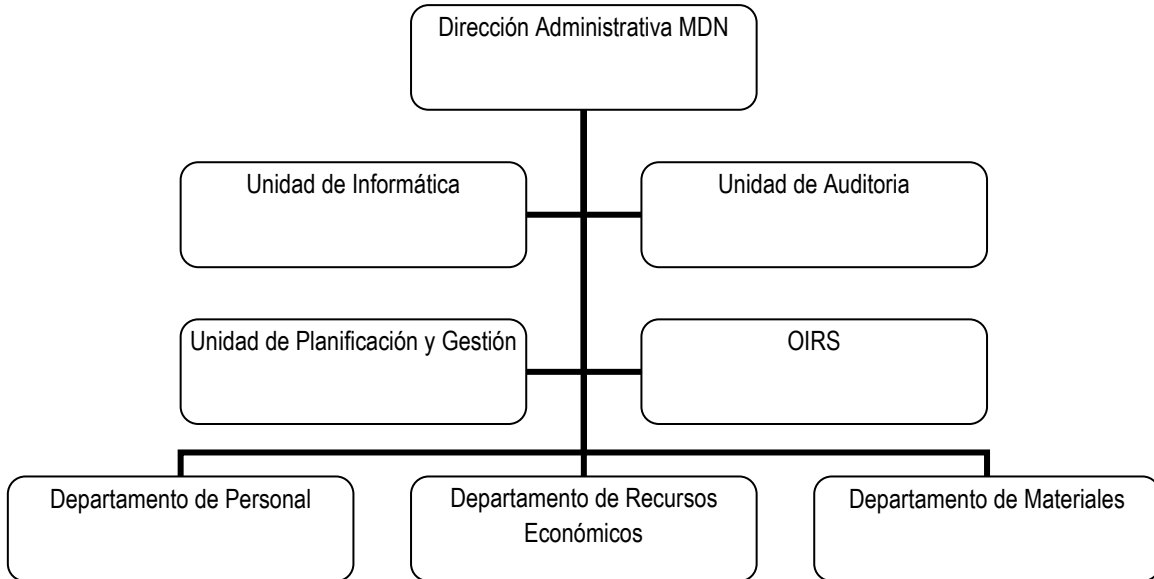 Dirección Administrativa MDN
Unidad de Informática
Unidad de Auditoria
Unidad de Planificación y Gestión
OIRS
Departamento de Personal
Departamento de Recursos
Económicos
Departamento de Materiales